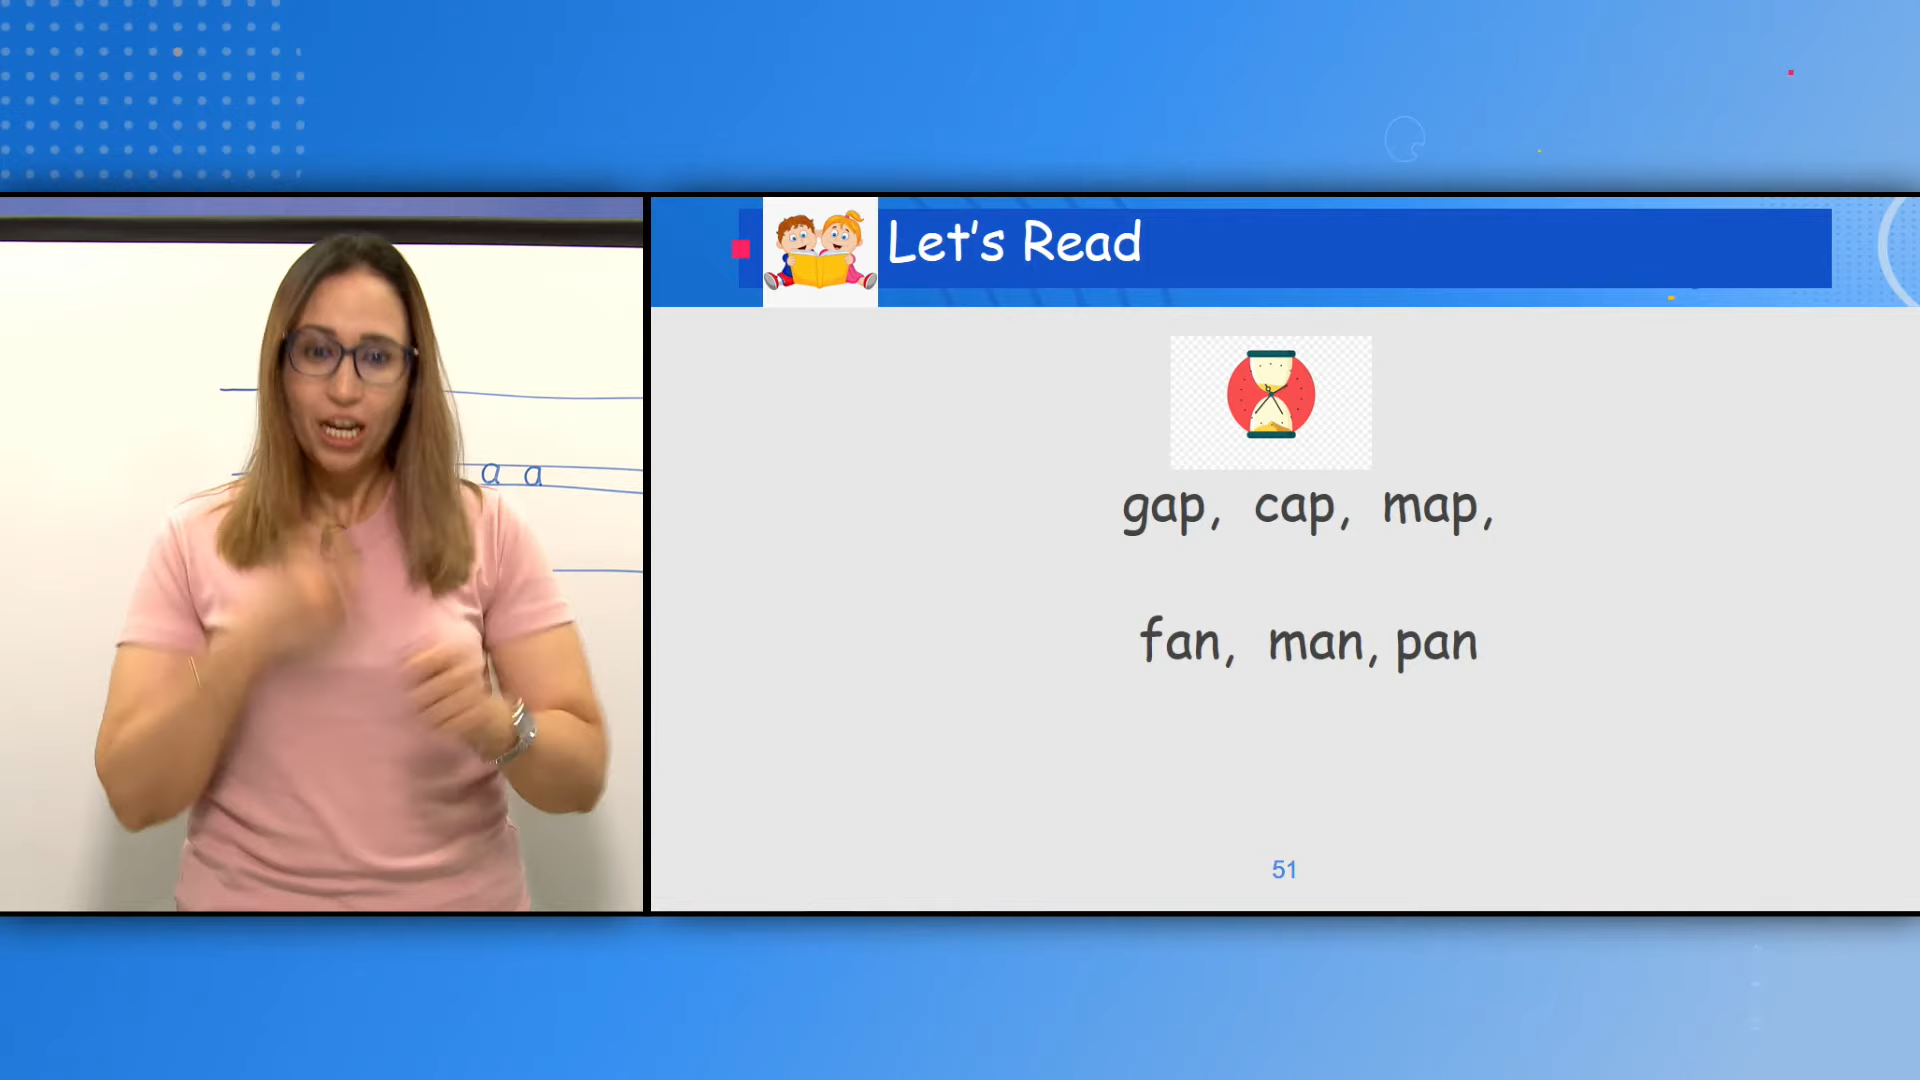 a a
Let's Read
gap, cap, map,
fan, man, pan
51